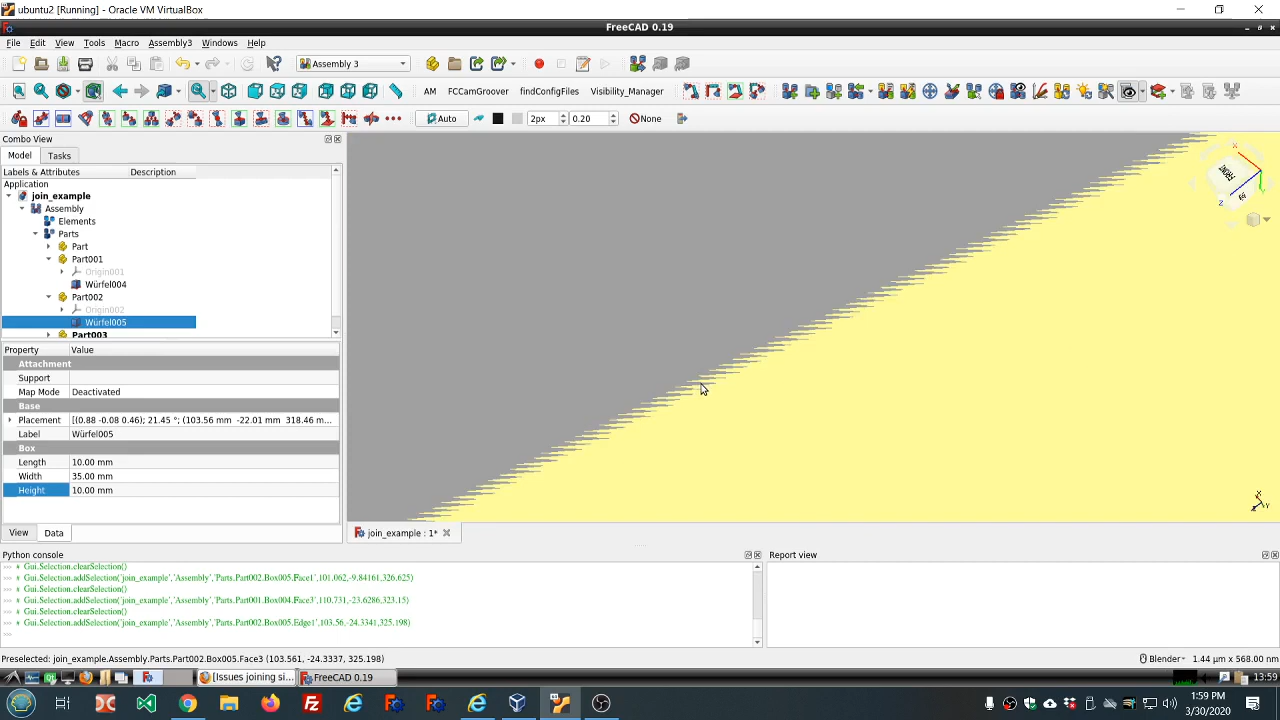 ubuntu2 [Running] - Oracle VM VirtualBox
FreeCAD 0.19
File Edit View Tools Macro Assembly3 Windows Help
Assembly 3
AM FCCamGroover findConfigFiles Visibility_Manager
Auto 2px 0.20 None
Combo View
Model Tasks
Labels & Attributes Description
Application
join_example
Assembly
Elements
Parts
Part
Part001
Origin001
Würfel004
Part002
Origin002
Würfel005
Part003
Property Value
Attachment
Support
Map Mode Deactivated
Base
Placement [(0.88 -0.08 0.46); 21.45 °; (103.56 mm -22.01 mm 318.46 m...
Label Würfel005
Box
Length 10.00 mm
Width 35.00 mm
Height 10.00 mm
View Data
join_example : 1*
X
FRONT
Z
Python console
>>> # Gui.Selection.clearSelection()
>>> # Gui.Selection.addSelection('join_example','Assembly','Parts.Part002.Box005.Face1',101.062,-9.84161,326.625)
>>> # Gui.Selection.clearSelection()
>>> # Gui.Selection.addSelection('join_example','Assembly','Parts.Part001.Box004.Face3',110.731,-23.6286,323.15)
>>> # Gui.Selection.clearSelection()
>>> # Gui.Selection.addSelection('join_example','Assembly','Parts.Part002.Box005.Edge1',103.56,-24.3341,325.198)
>>>
Report view
Preselected: join_example.Assembly.Parts.Part002.Box005.Face3 (103.561, -24.3337, 325.198)
Blender 1.44 µm x 568.00 nm
[Issues joining si... FreeCAD 0.19 13:59
1:59 PM
3/30/2020